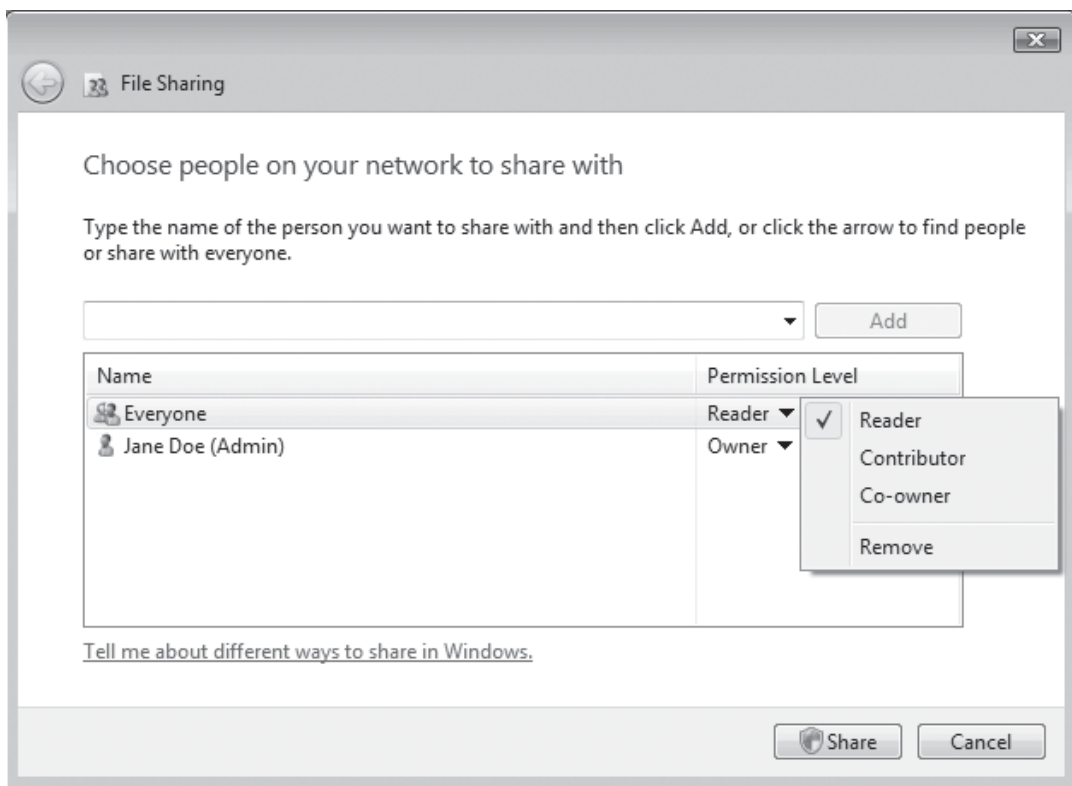 File Sharing
Choose people on your network to share with
Type the name of the person you want to share with and then click Add, or click the arrow to find people
or share with everyone.
Add
Name Permission Level
Everyone Reader
Jane Doe (Admin) Owner
Reader
Contributor
Co-owner
Remove
Tell me about different ways to share in Windows.
Share Cancel